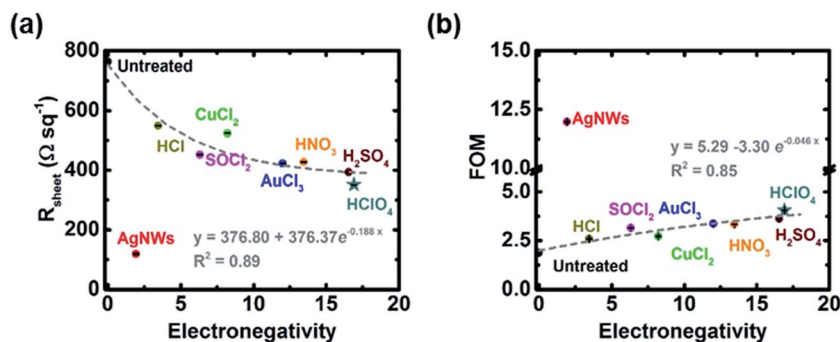 (a)
R_sheet (Ω sq⁻¹)
800
600
400
200
0
Untreated
HCl
CuCl₂
SOCl₂
AuCl₃
HNO₃
H₂SO₄
HClO₄
AgNWs
y = 376.80 + 376.37e^-0.188 x
R² = 0.89
0 5 10 15 20
Electronegativity
(b)
FOM
15.0
12.5
10.0
5.0
2.5
0.0
AgNWs
y = 5.29 -3.30 e^-0.046 x
R² = 0.85
HClO₄
HCl
SOCl₂
AuCl₃
Untreated
CuCl₂
HNO₃
H₂SO₄
0 5 10 15 20
Electronegativity